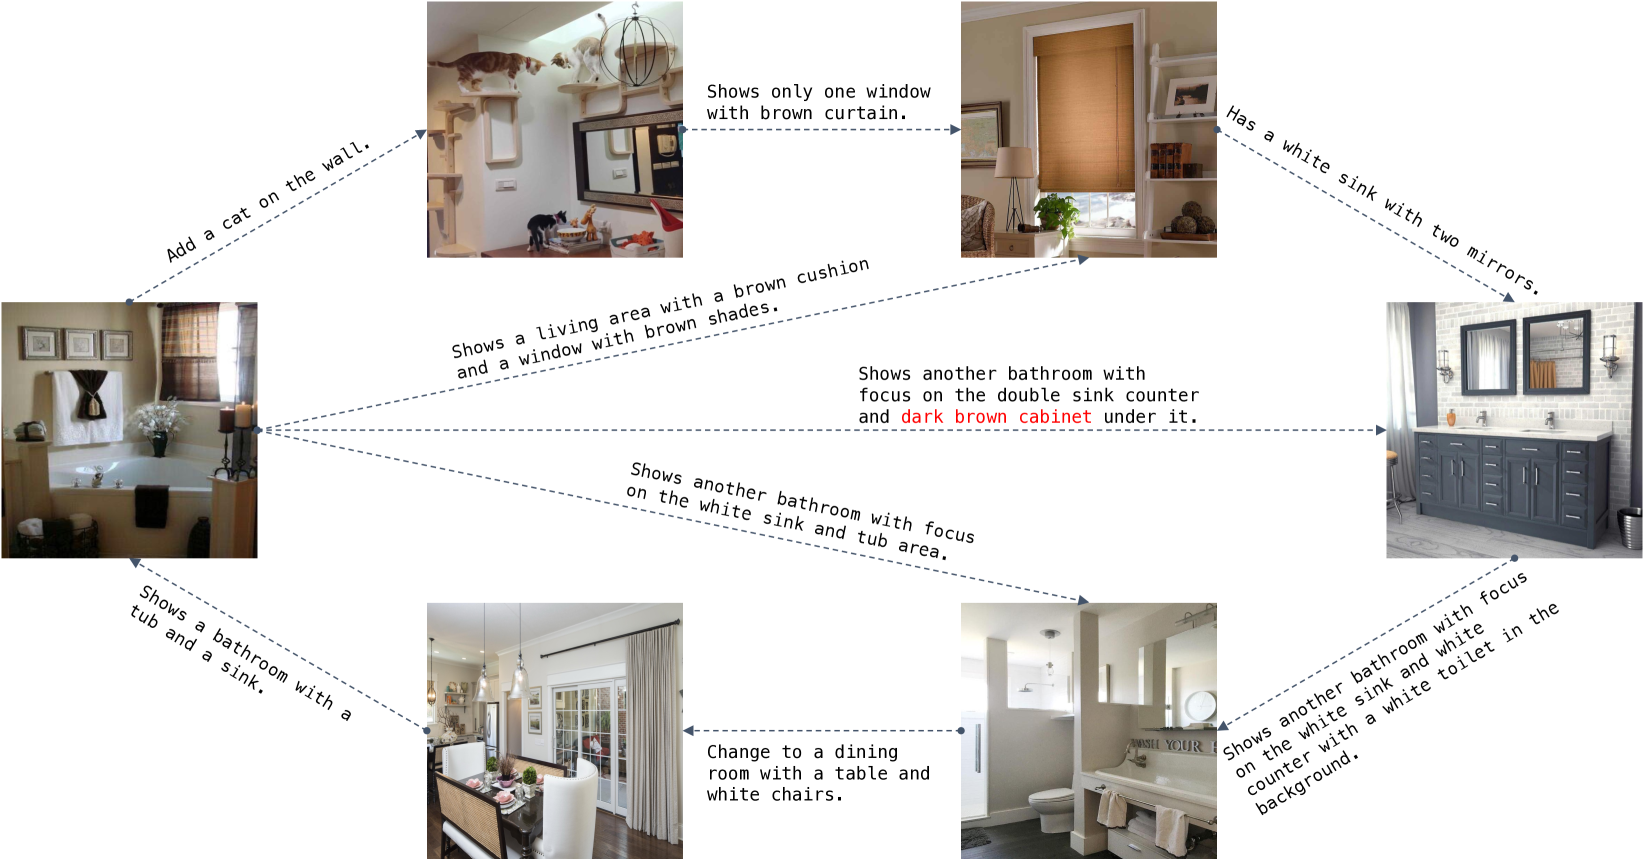 Shows only one window
with brown curtain.
Add a cat on the wall.
Has a white sink with two mirrors.
Shows a living area with a brown cushion
and a window with brown shades.
Shows another bathroom with
focus on the double sink counter
and dark brown cabinet under it.
Shows another bathroom with focus
on the white sink and tub area.
Shows a bathroom with a
tub and a sink.
Change to a dining
room with a table and
white chairs.
Shows another bathroom with focus
on the white sink and white
counter with a white toilet in the
background.
YOUR